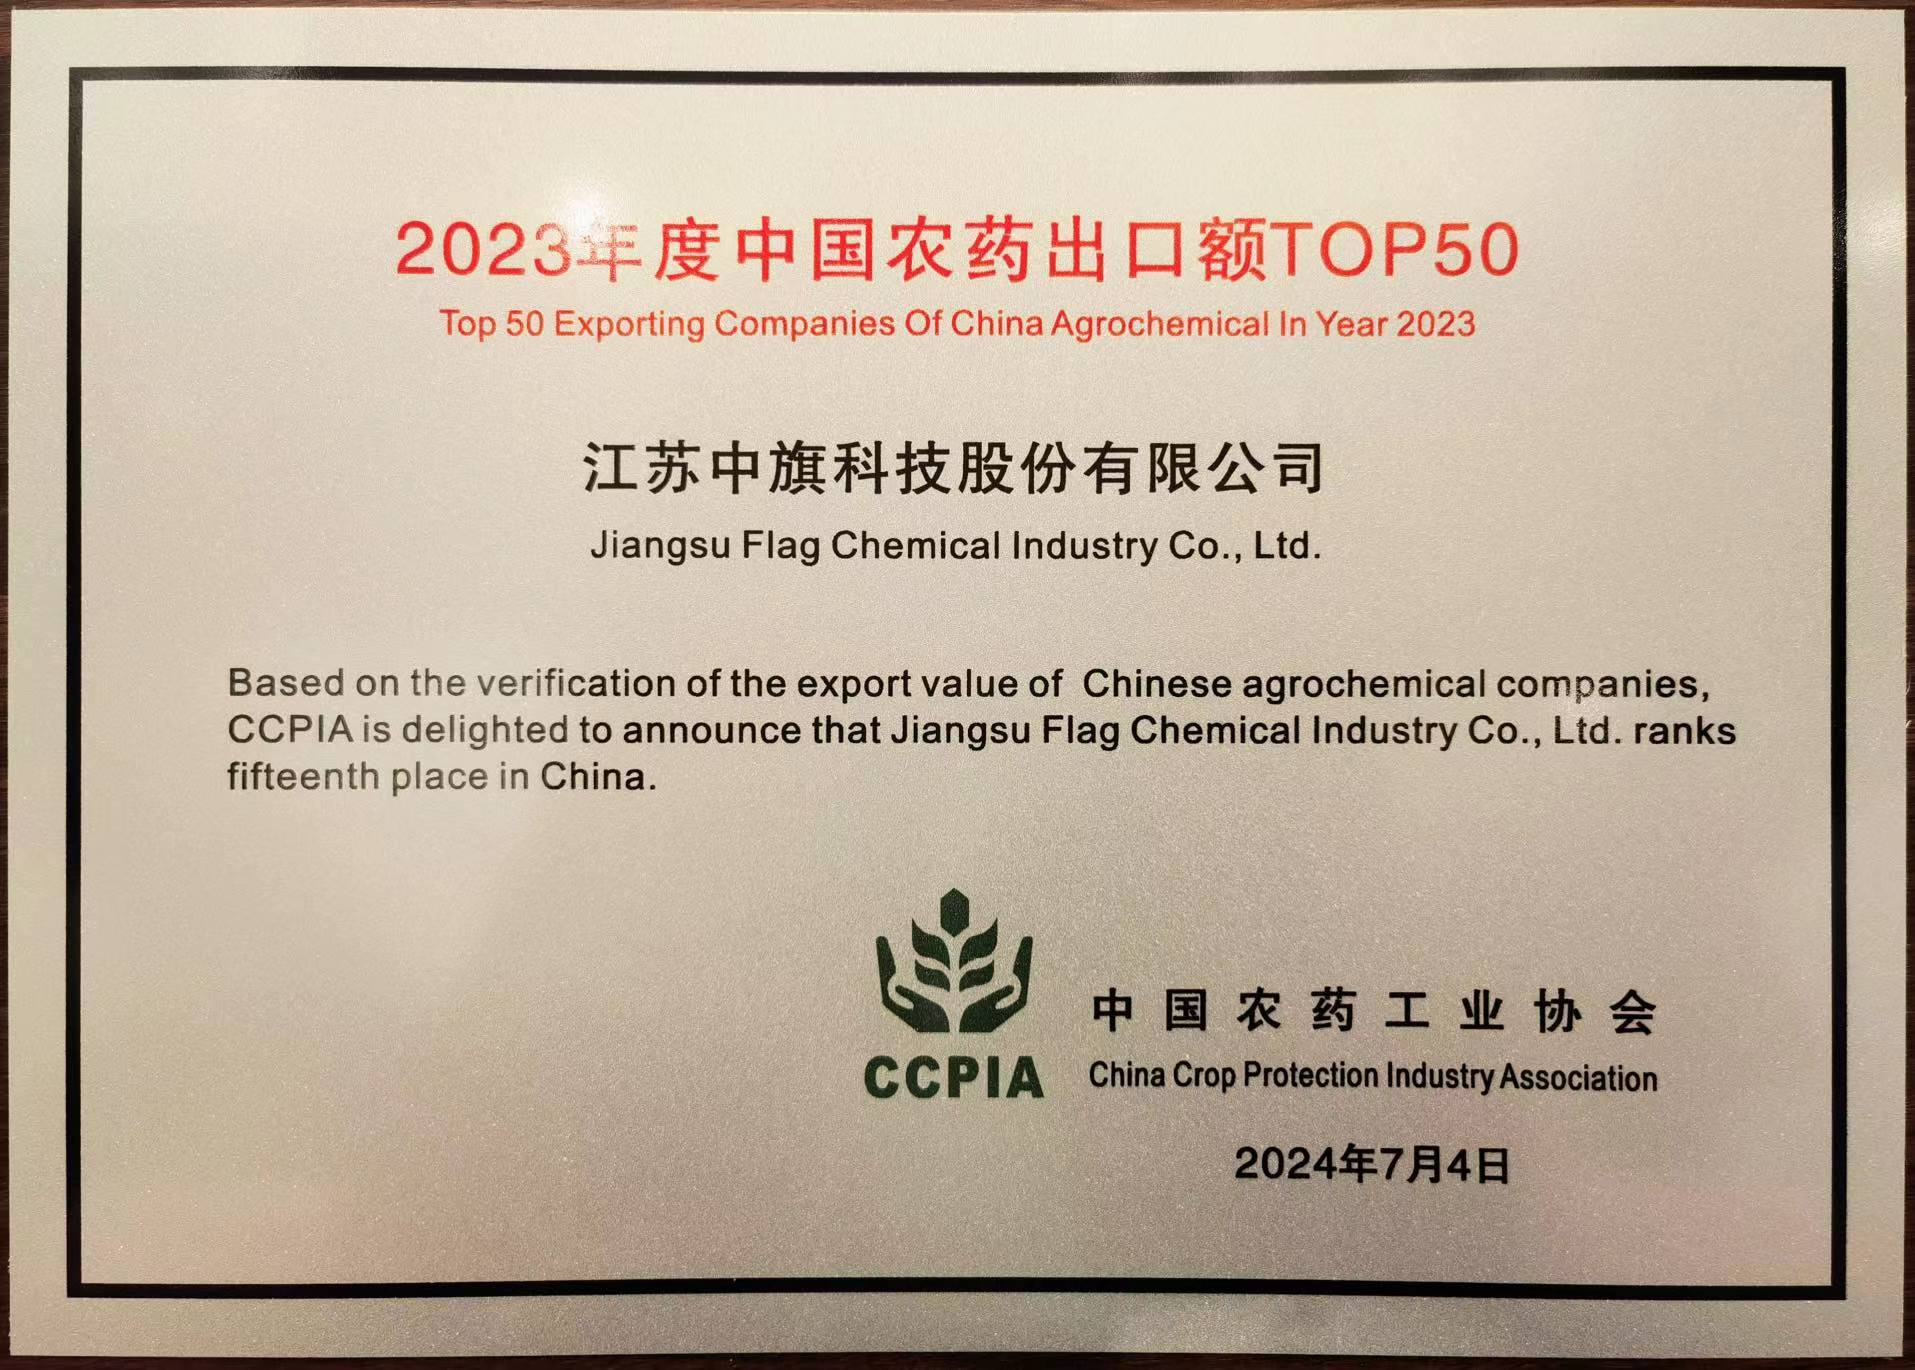 2023年度中国农药出口额TOP50
Top 50 Exporting Companies Of China Agrochemical In Year 2023
江苏中旗科技股份有限公司
Jiangsu Flag Chemical Industry Co., Ltd.
Based on the verification of the export value of Chinese agrochemical companies,
CCPIA is delighted to announce that Jiangsu Flag Chemical Industry Co., Ltd. ranks
fifteenth place in China.
CCPIA
中国农药工业协会
China Crop Protection Industry Association
2024年7月4日